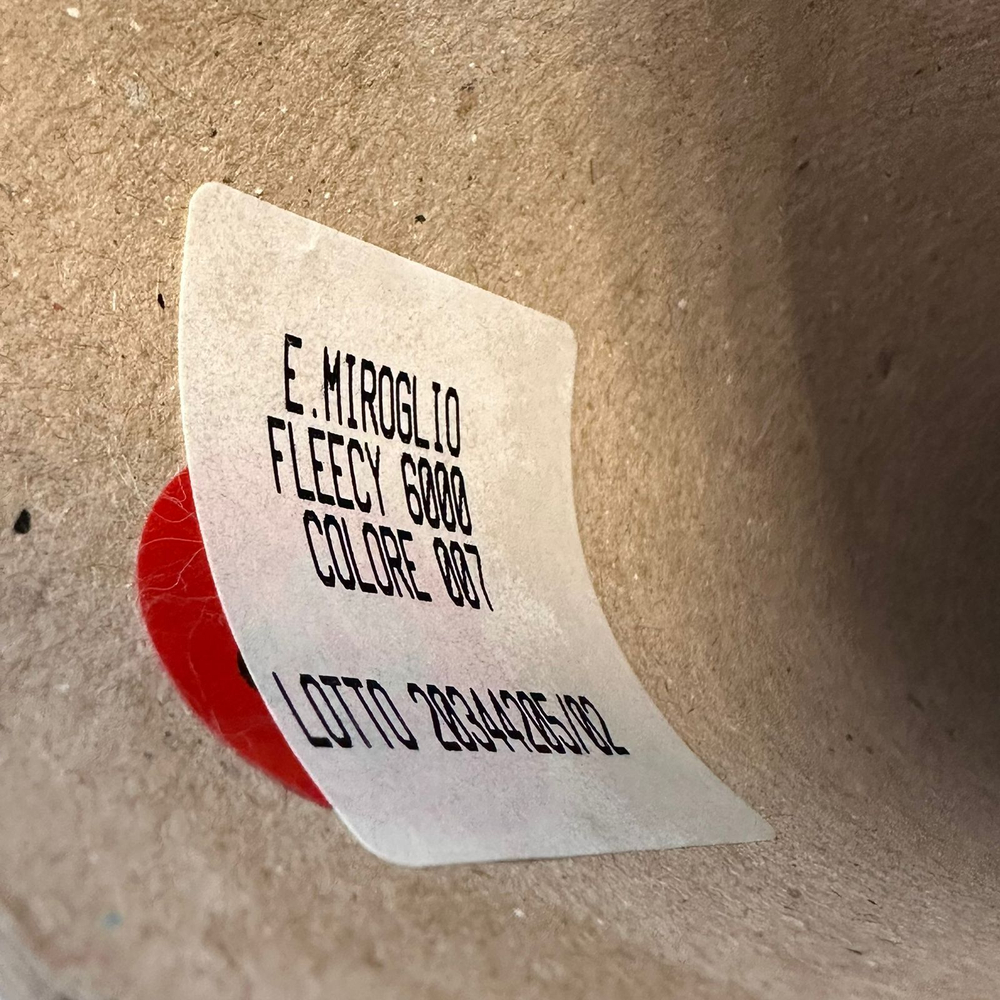 E.MIROGLIO
FLEECY 6000
COLORE 007
LOTTO 20344205/02